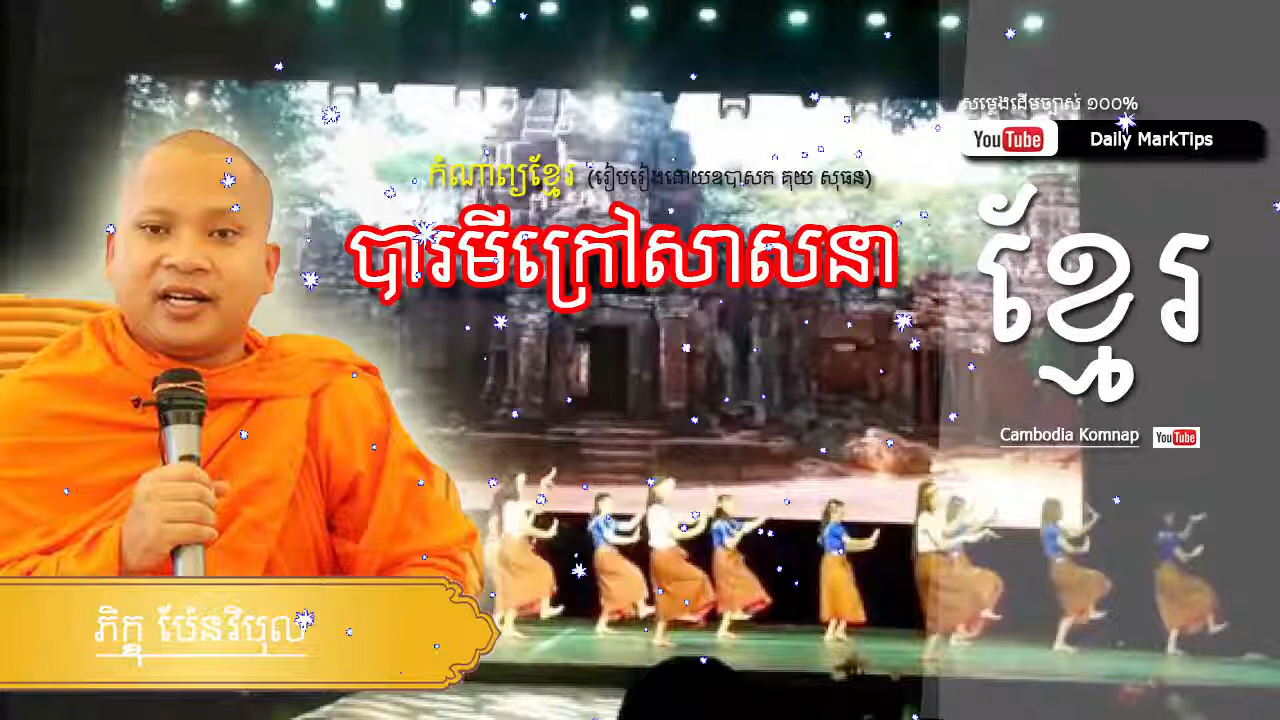 សម្លេងដើមច្បាស់ ១០០%
YouTube Daily MarkTips
កំណាព្យខ្មែរ (រៀបរៀងដោយឧបាសក គុយ សុធន)
បារមីក្រៅសាសនា
ខ្មែរ
Cambodia Komnap YouTube
ភិក្ខុ ប៉ែនវិបុល